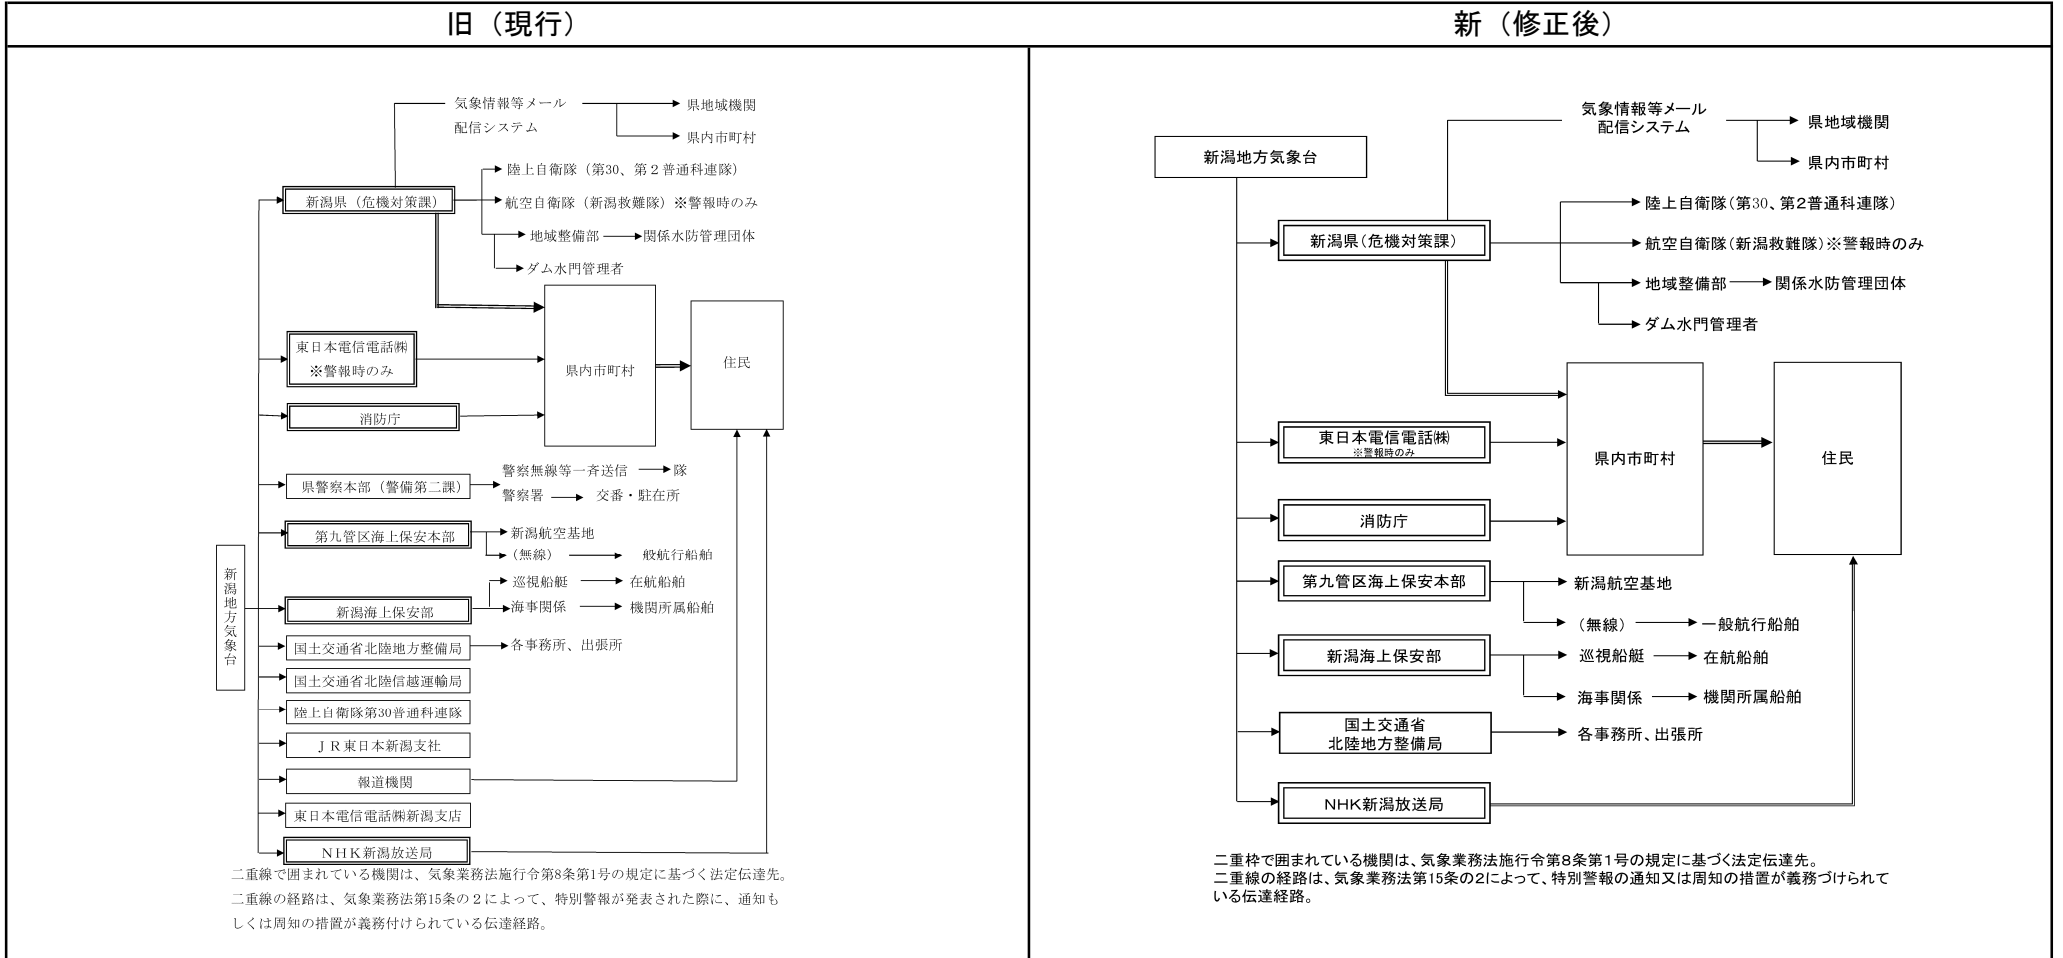 旧（現行）
気象情報等メール
配信システム
県地域機関
県内市町村
陸上自衛隊（第30、第２普通科連隊）
新潟県（危機対策課）
航空自衛隊（新潟救難隊）※警報時のみ
地域整備部
関係水防管理団体
ダム水門管理者
東日本電信電話㈱
※警報時のみ
県内市町村
住民
消防庁
警察無線等一斉送信
隊
県警察本部（警備第二課）
警察署
交番・駐在所
第九管区海上保安本部
新潟航空基地
（無線）
般航行船舶
新潟地方気象台
巡視船艇
在航船舶
新潟海上保安部
海事関係
機関所属船舶
国土交通省北陸地方整備局
各事務所、出張所
国土交通省北陸信越運輸局
陸上自衛隊第30普通科連隊
ＪＲ東日本新潟支社
報道機関
東日本電信電話㈱新潟支店
ＮＨＫ新潟放送局
二重線で囲まれている機関は、気象業務法施行令第8条第1号の規定に基づく法定伝達先。
二重線の経路は、気象業務法第15条の２によって、特別警報が発表された際に、通知も
しくは周知の措置が義務付けられている伝達経路。
新（修正後）
気象情報等メール
配信システム
県地域機関
県内市町村
新潟地方気象台
陸上自衛隊（第30、第２普通科連隊）
新潟県（危機対策課）
航空自衛隊（新潟救難隊）※警報時のみ
地域整備部
関係水防管理団体
ダム水門管理者
東日本電信電話㈱
※警報時のみ
県内市町村
住民
消防庁
第九管区海上保安本部
新潟航空基地
（無線）
一般航行船舶
新潟海上保安部
巡視船艇
在航船舶
海事関係
機関所属船舶
国土交通省
北陸地方整備局
各事務所、出張所
NHK新潟放送局
二重枠で囲まれている機関は、気象業務法施行令第８条第１号の規定に基づく法定伝達先。
二重線の経路は、気象業務法第15条の２によって、特別警報の通知又は周知の措置が義務づけられて
いる伝達経路。